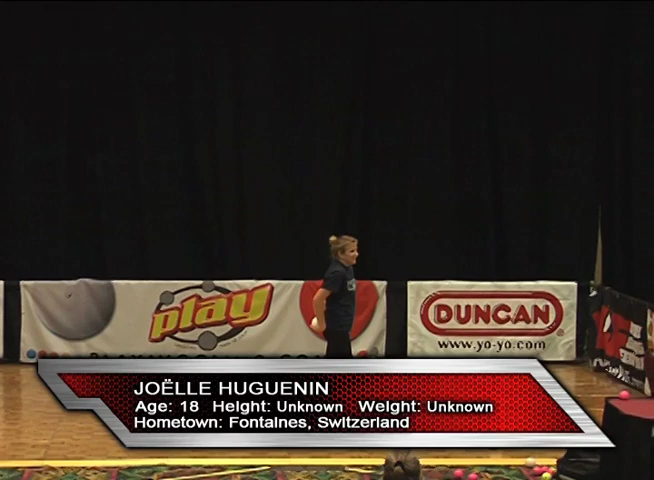 play
DUNCAN
www.yo-yo.com
JOËLLE HUGUENIN
Age: 18 Height: Unknown Weight: Unknown
Hometown: Fontaines, Switzerland